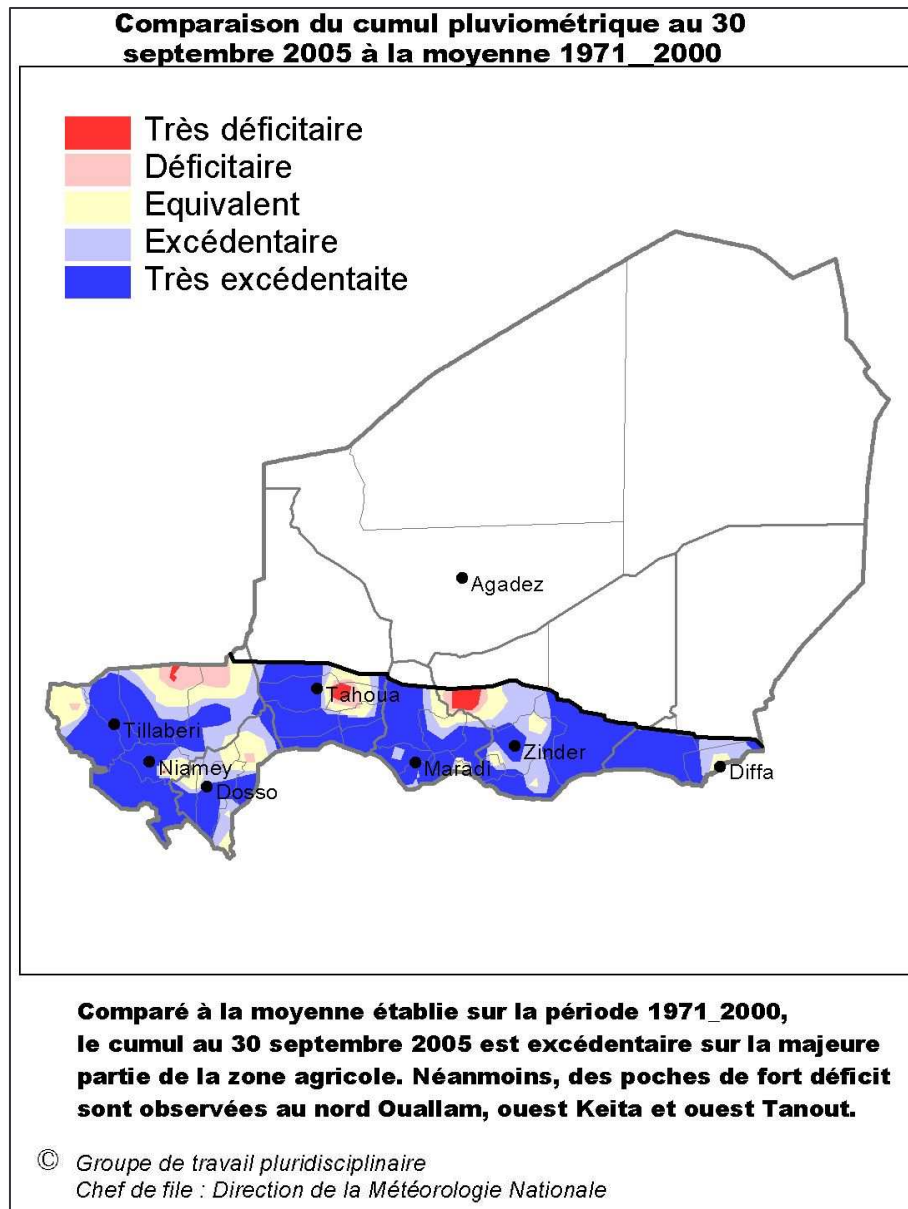 Comparaison du cumul pluviométrique au 30
septembre 2005 à la moyenne 1971__2000
Très déficitaire
Déficitaire
Equivalent
Excédentaire
Très excédentaite
Agadez
Tahoua
Tillaberi
Zinder
Niamey
Maradi
Diffa
Dosso
Comparé à la moyenne établie sur la période 1971_2000,
le cumul au 30 septembre 2005 est excédentaire sur la majeure
partie de la zone agricole. Néanmoins, des poches de fort déficit
sont observées au nord Ouallam, ouest Keita et ouest Tanout.
© Groupe de travail pluridisciplinaire
Chef de file : Direction de la Météorologie Nationale